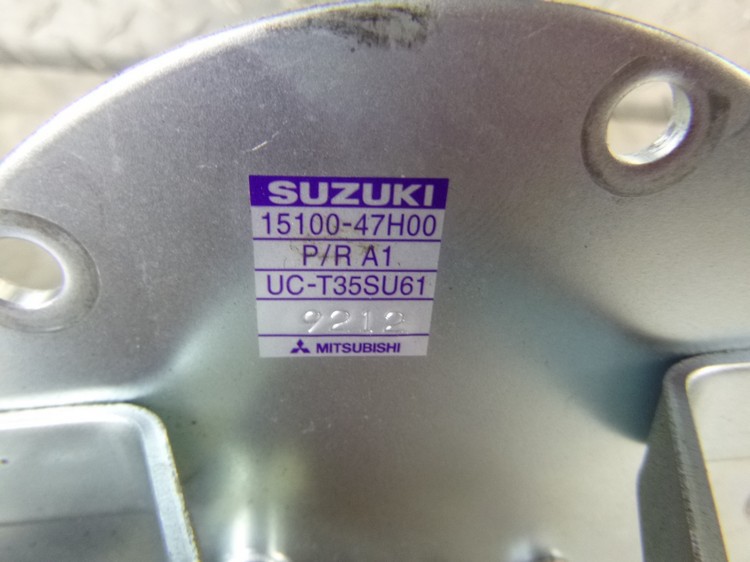 SUZUKI
15100-47H00
P/R A1
UC-T35SU61
9212
MITSUBISHI